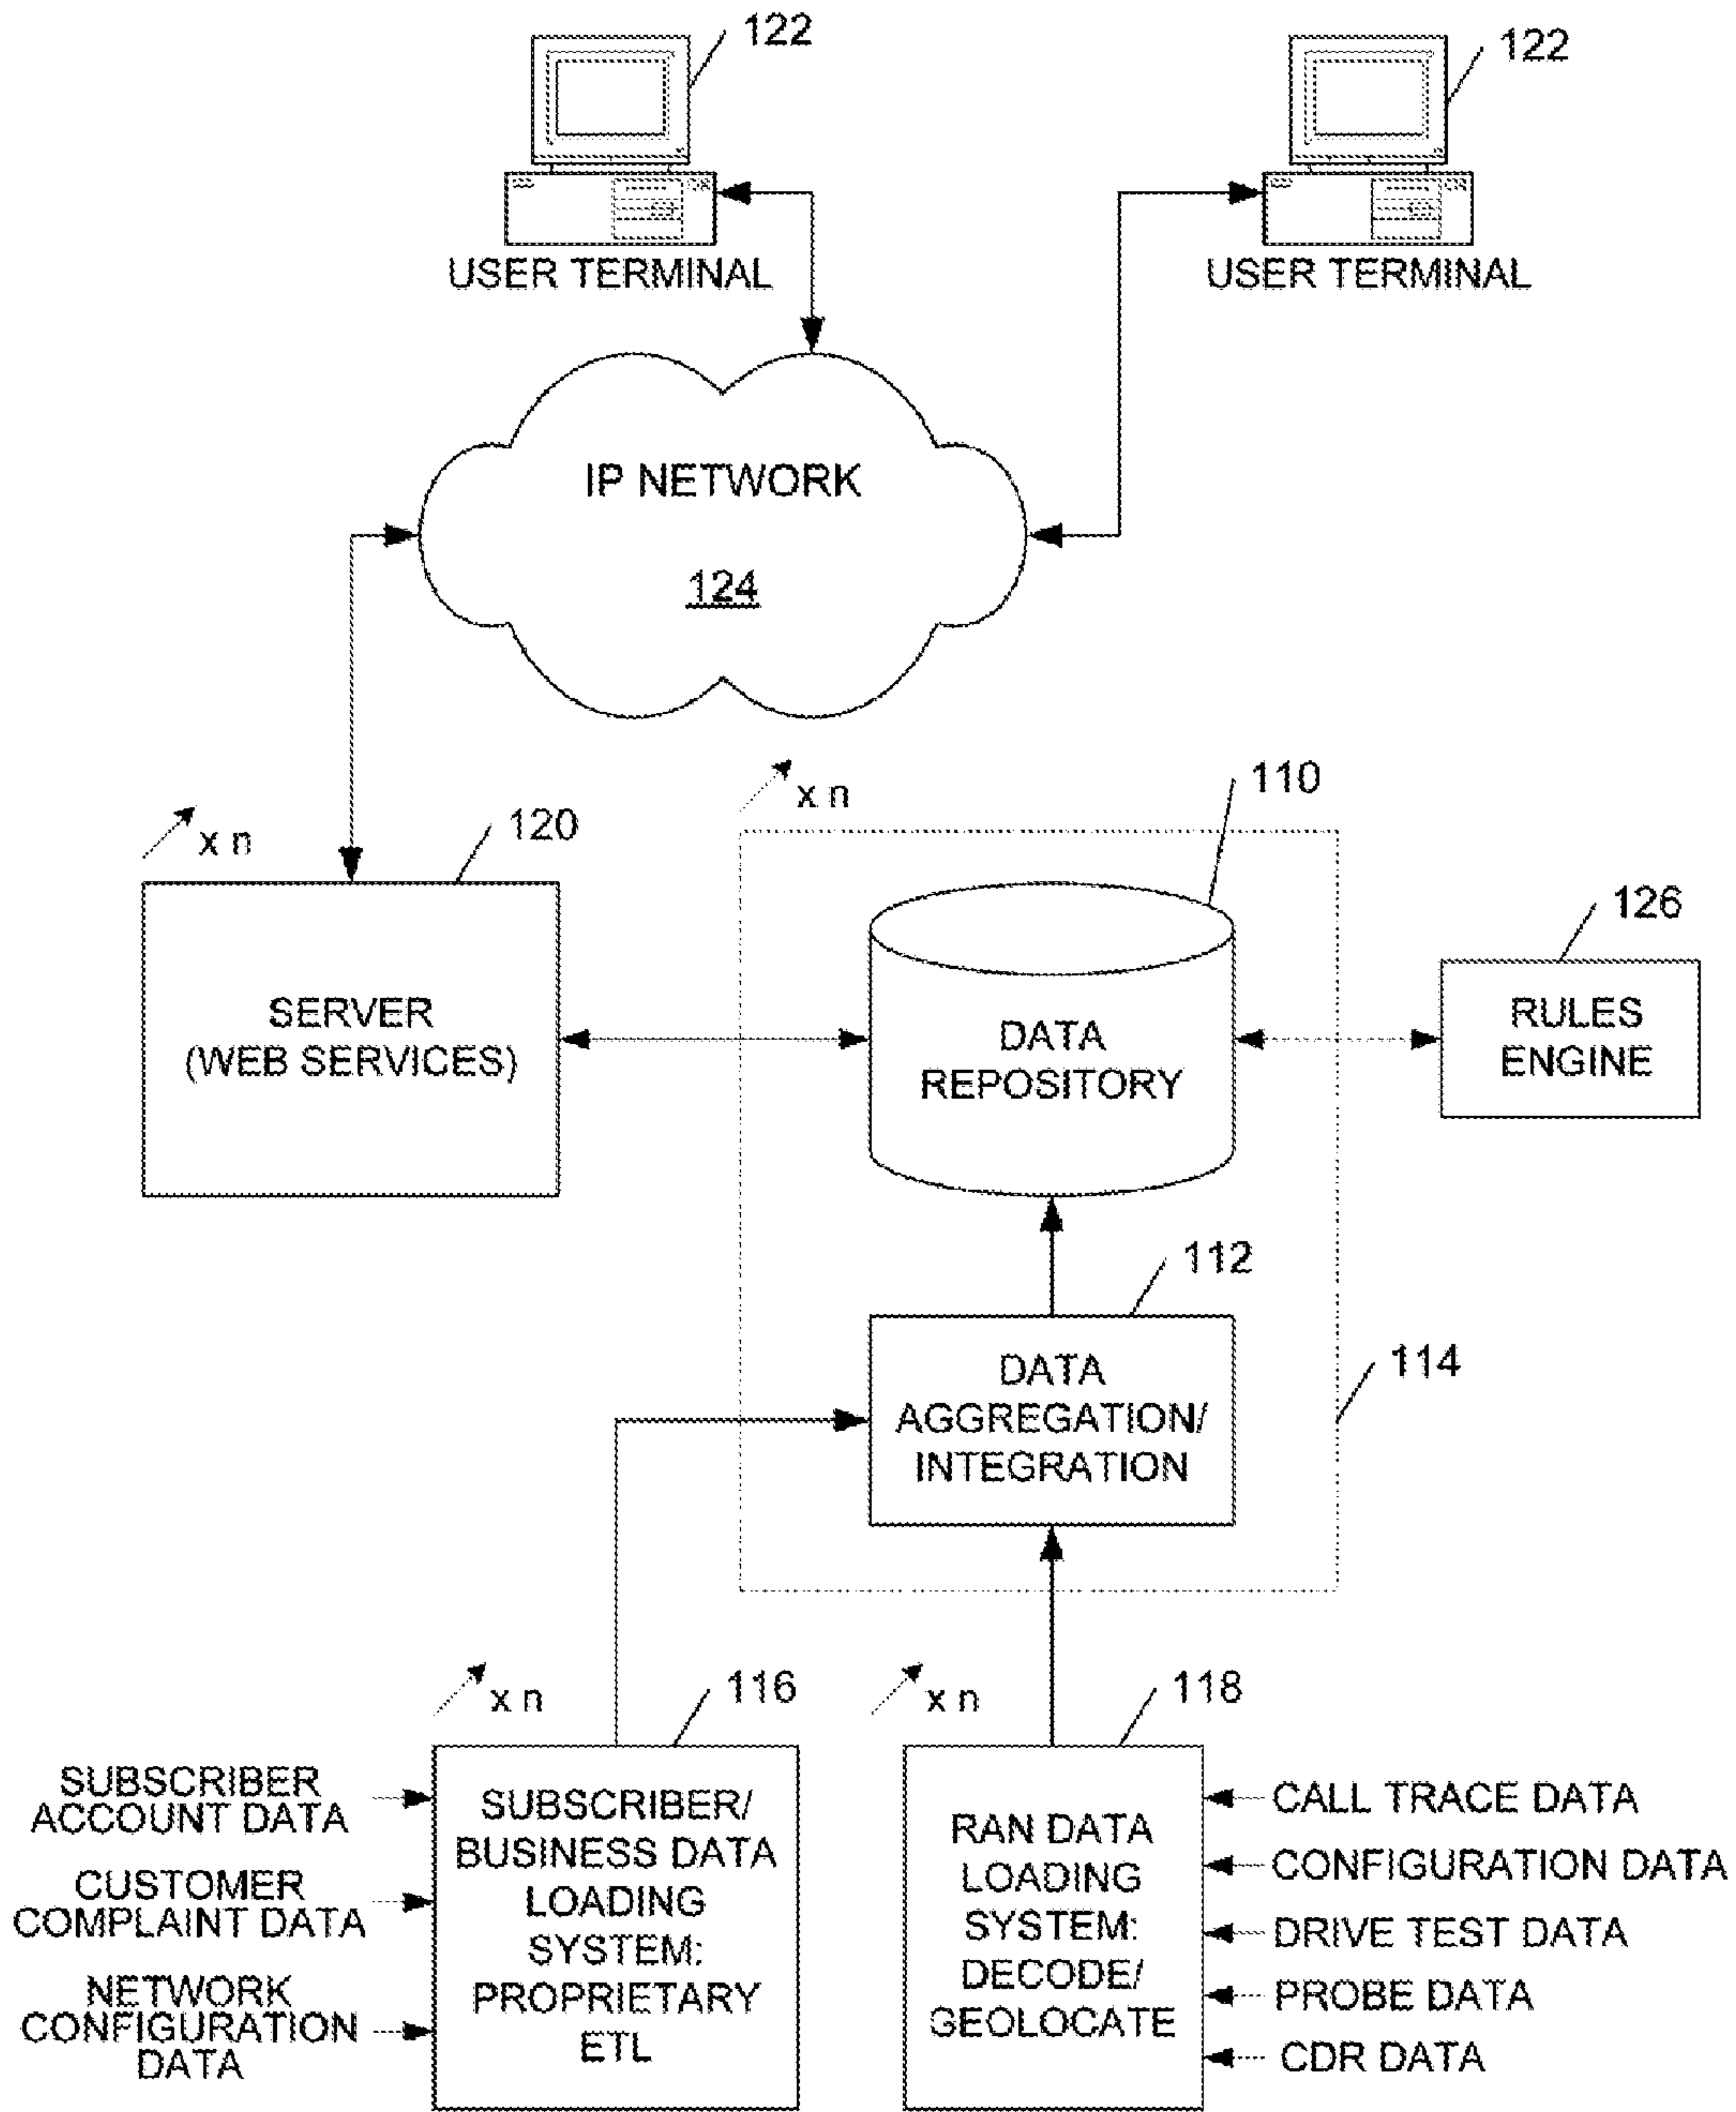 122
122
USER TERMINAL
USER TERMINAL
IP NETWORK
124
x n
110
x n
120
126
SERVER
(WEB SERVICES)
DATA
REPOSITORY
RULES
ENGINE
112
DATA
AGGREGATION/
INTEGRATION
114
x n
116
x n
118
SUBSCRIBER
ACCOUNT DATA
CUSTOMER
COMPLAINT DATA
NETWORK
CONFIGURATION
DATA
SUBSCRIBER/
BUSINESS DATA
LOADING
SYSTEM:
PROPRIETARY
ETL
RAN DATA
LOADING
SYSTEM:
DECODE/
GEOLOCATE
CALL TRACE DATA
CONFIGURATION DATA
DRIVE TEST DATA
PROBE DATA
CDR DATA